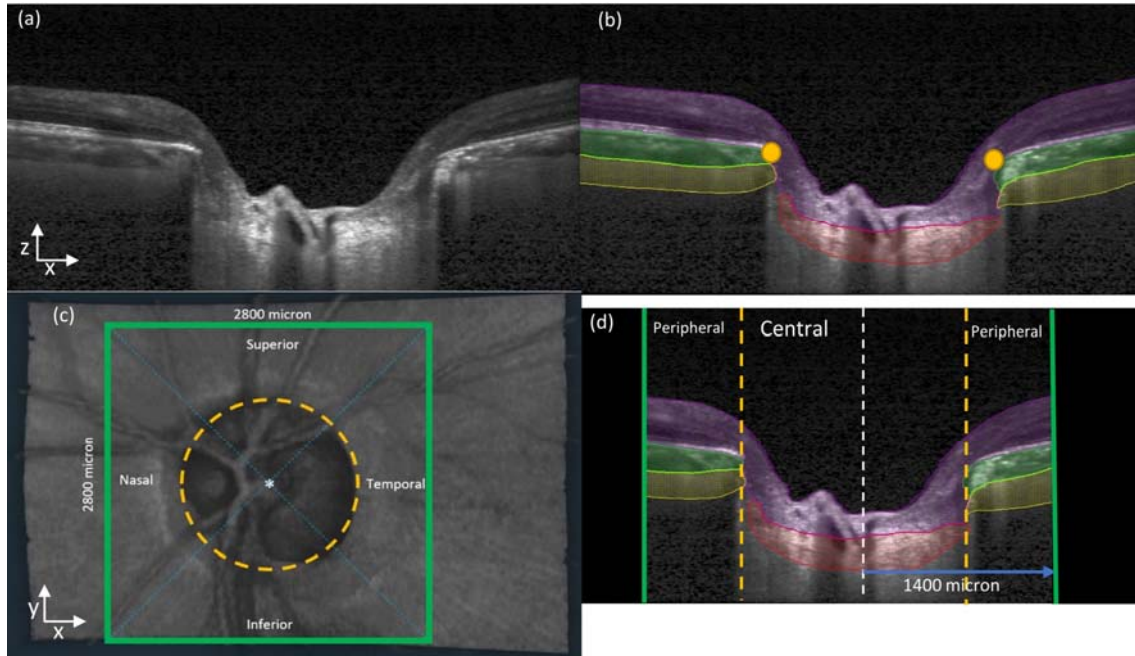 (a)
z
x
(b)
(c)
2800 micron
Superior
2800 micron
Nasal
*
Temporal
y
x
Inferior
(d)
Peripheral
Central
Peripheral
1400 micron